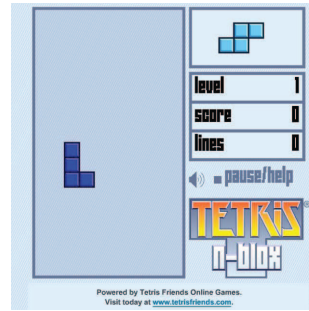 level 1
score 0
lines 0
pause/help
TETRIS®
n-blox
Powered by Tetris Friends Online Games.
Visit today at www.tetrisfriends.com.